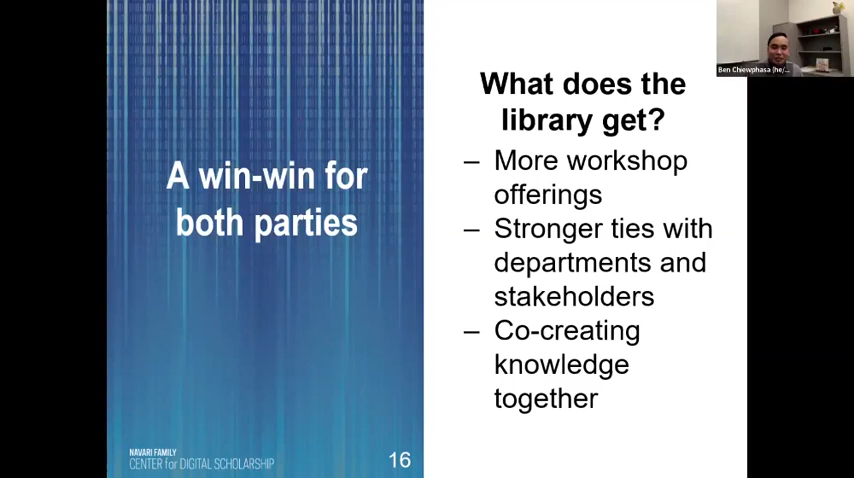 A win-win for
both parties
NAVARI FAMILY
CENTER for DIGITAL SCHOLARSHIP
16
What does the
library get?
– More workshop
offerings
– Stronger ties with
departments and
stakeholders
– Co-creating
knowledge
together
Ben Chiewphasa (he/...